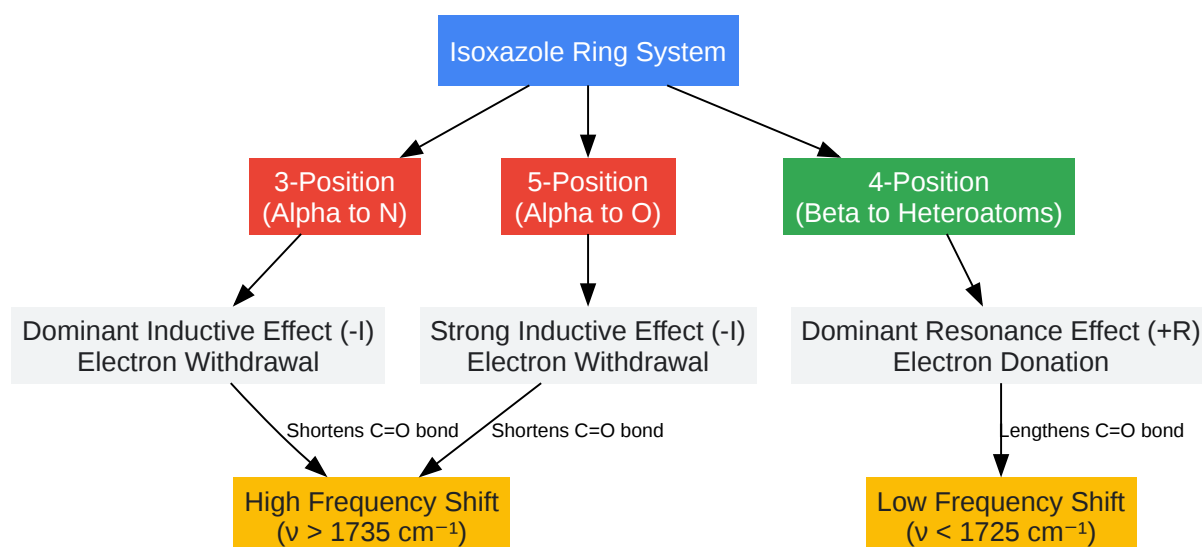 Isoxazole Ring System
3-Position
(Alpha to N)
5-Position
(Alpha to O)
4-Position
(Beta to Heteroatoms)
Dominant Inductive Effect (-I)
Electron Withdrawal
Strong Inductive Effect (-I)
Electron Withdrawal
Dominant Resonance Effect (+R)
Electron Donation
Shortens C=O bond
Shortens C=O bond
Lengthens C=O bond
High Frequency Shift
(ν > 1735 cm⁻¹)
Low Frequency Shift
(ν < 1725 cm⁻¹)